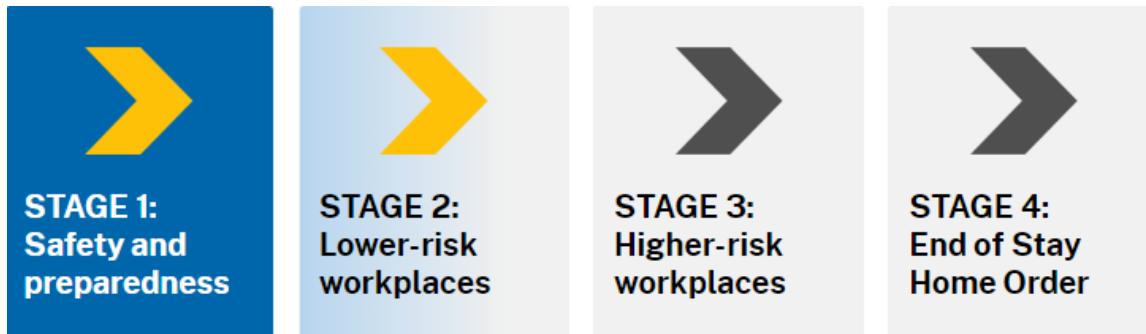 STAGE 1:
Safety and
preparedness
STAGE 2:
Lower-risk
workplaces
STAGE 3:
Higher-risk
workplaces
STAGE 4:
End of Stay
Home Order